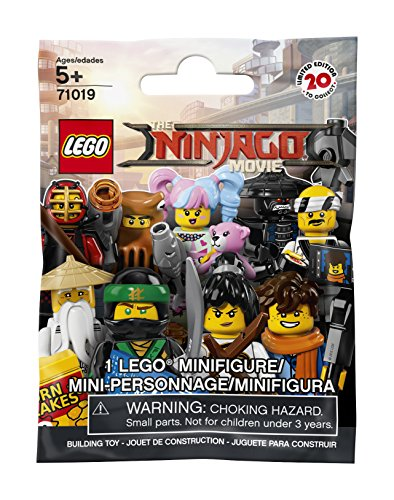 Ages/edades
5+
71019
LIMITED EDITION
20
TO COLLECT
LEGO
THE
NINJAGO
MOVIE
1 LEGO® MINIFIGURE/
MINI-PERSONNAGE/MINIFIGURA
WARNING: CHOKING HAZARD.
Small parts. Not for children under 3 years.
BUILDING TOY - JOUET DE CONSTRUCTION - JUGUETE PARA CONSTRUIR